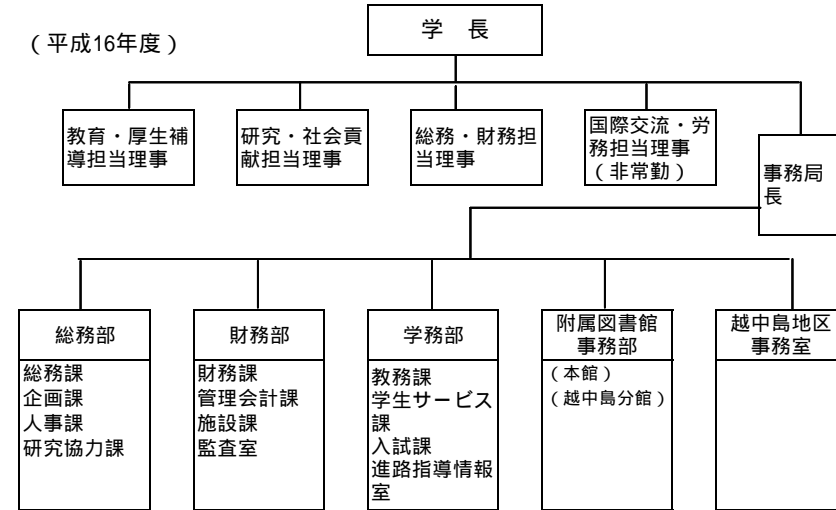 （平成16年度）
学　長
教育・厚生補
導担当理事
研究・社会貢
献担当理事
総務・財務担
当理事
国際交流・労
務担当理事
（非常勤）
事務局
長
総務部
総務課
企画課
人事課
研究協力課
財務部
財務課
管理会計課
施設課
監査室
学務部
教務課
学生サービス
課
入試課
進路指導情報
室
附属図書館
事務部
（本館）
（越中島分館）
越中島地区
事務室